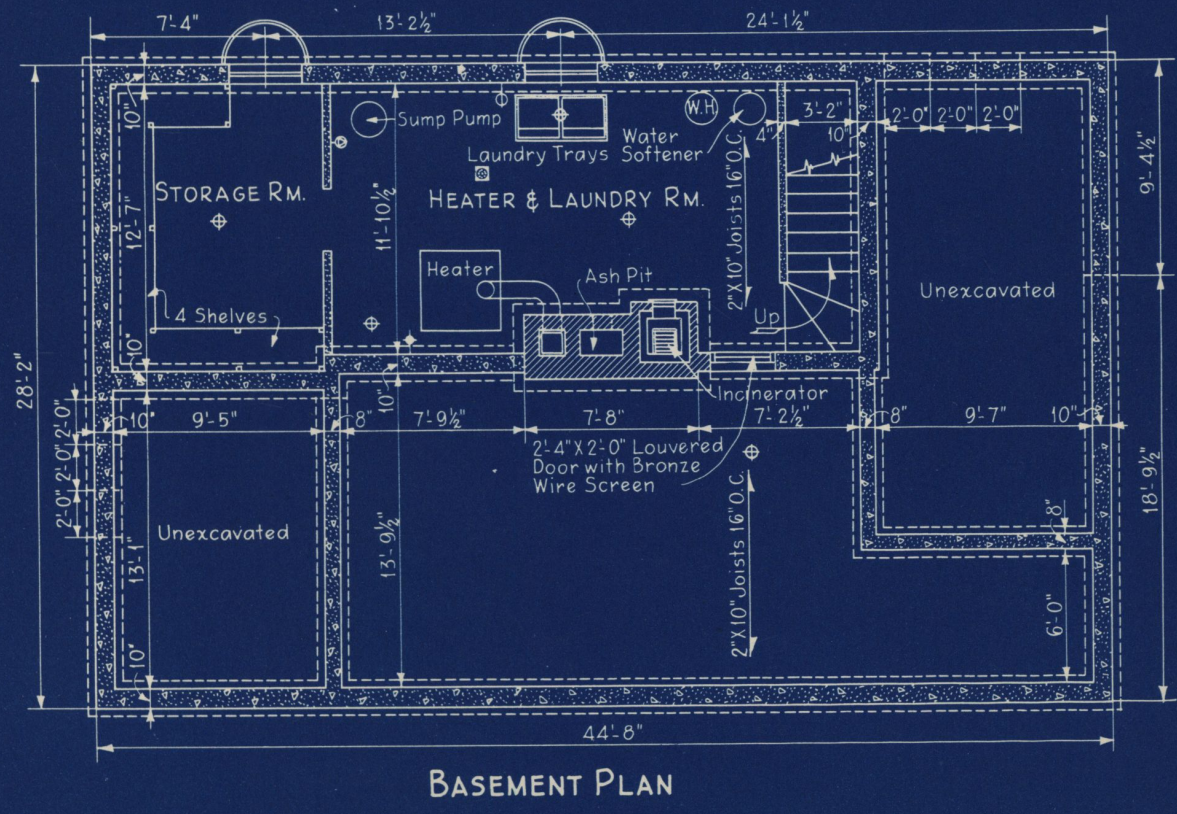 7'-4"
13'-2½"
24'-1½"
10"
Sump Pump
W.H
Water
Softener
4"
3'-2"
10"
2'-0"
2'-0"
2'-0"
Laundry Trays
STORAGE RM.
HEATER & LAUNDRY RM.
9'-4½"
12'-7"
11'-10½"
2"X10" Joists 16" O.C.
Heater
Ash Pit
Unexcavated
4 Shelves
Up
10"
28'-2"
10"
Incinerator
2'-0"
2'-0"
2'-0"
10"
9'-5"
8"
7'-9½"
7'-8"
7'-2½"
8"
9'-7"
10"
2'-4"X2'-0" Louvered
Door with Bronze
Wire Screen
18'-9½"
Unexcavated
13'-1"
13'-9½"
2"X10" Joists 16" O.C.
8"
6'-0"
10"
44'-8"
BASEMENT PLAN